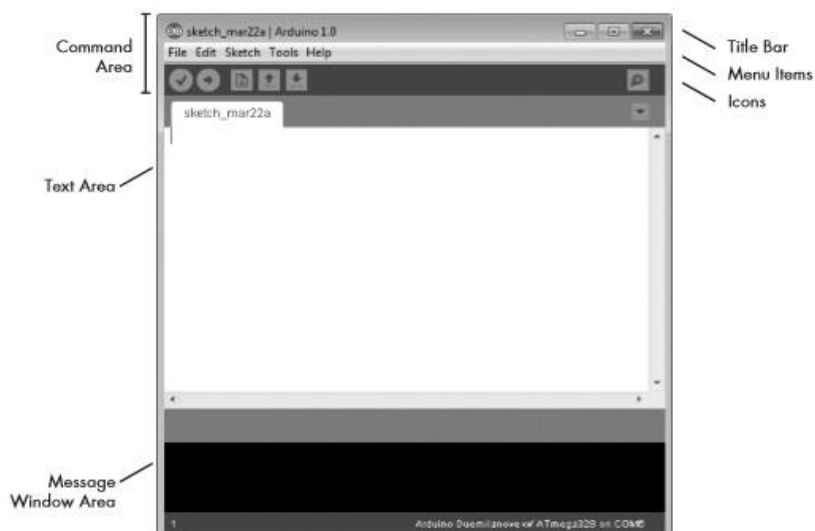 Command
Area
sketch_mar22a | Arduino 1.0
Title Bar
File Edit Sketch Tools Help
Menu Items
Icons
sketch_mar22a
Text Area
Message
Window Area
1
Arduino Duemilanove w/ ATmega328 on COM6